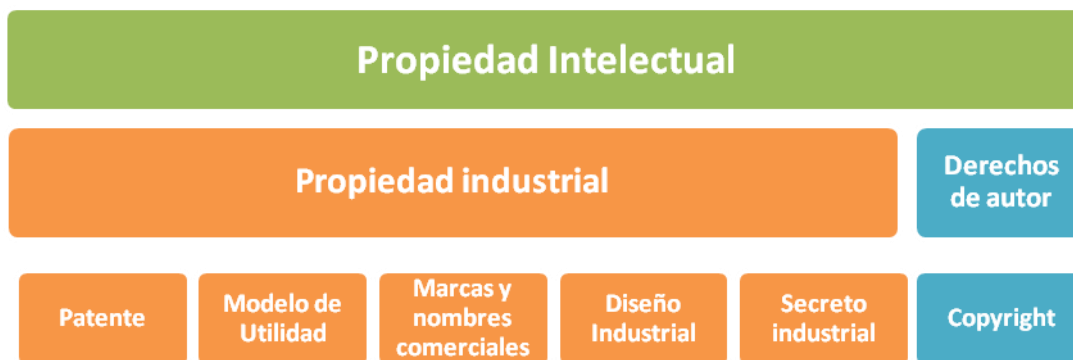 Propiedad Intelectual
Propiedad industrial
Derechos
de autor
Patente
Modelo de
Utilidad
Marcas y
nombres
comerciales
Diseño
Industrial
Secreto
industrial
Copyright